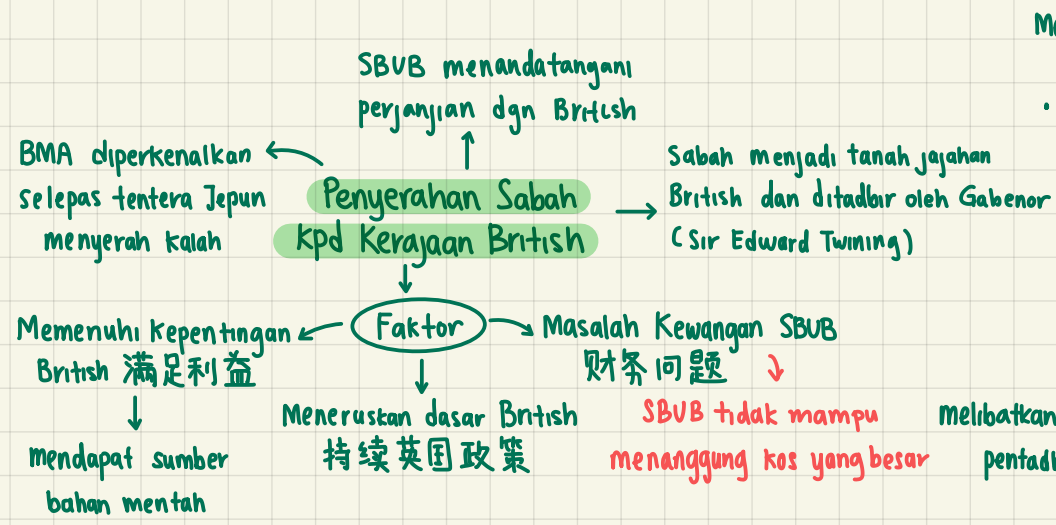 SBUB menandatangani
perjanjian dgn British
BMA diperkenalkan
selepas tentera Jepun
menyerah kalah
Penyerahan Sabah
kpd Kerajaan British
Sabah menjadi tanah jajahan
British dan ditadbir oleh Gabenor
(Sir Edward Twining)
Faktor
Memenuhi kepentingan
British 满足利益
mendapat sumber
bahan mentah
Meneruskan dasar British
持续英国政策
Masalah Kewangan SBUB
财务问题
SBUB tidak mampu
menanggung kos yang besar
melibatkan